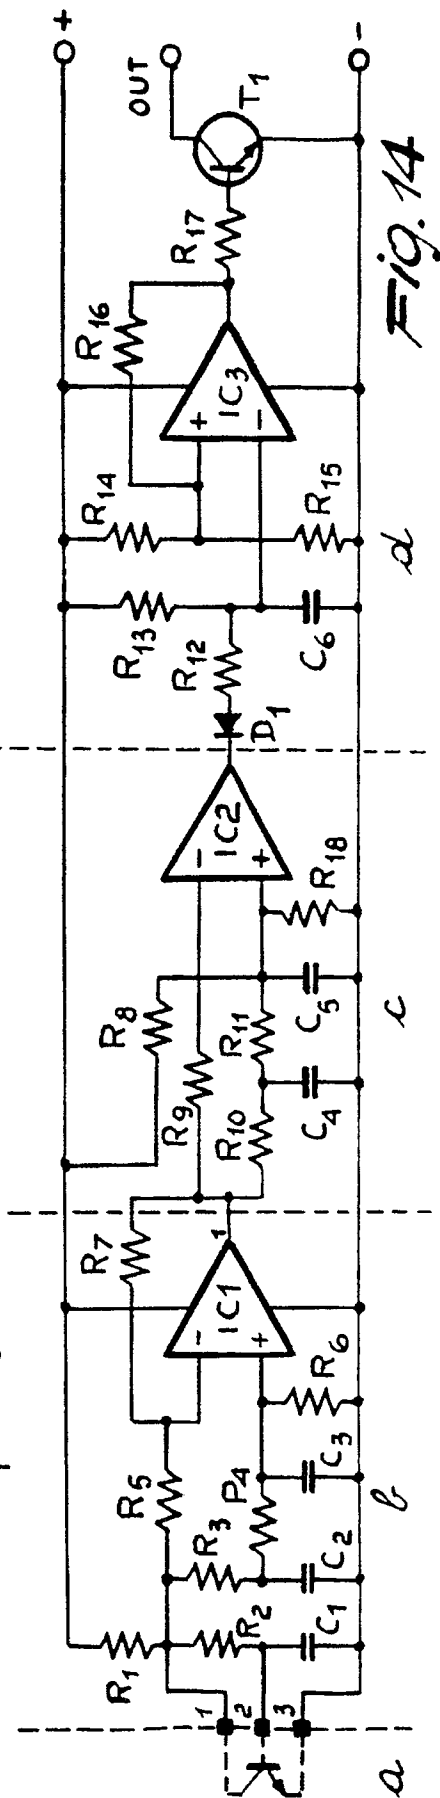 +
OUT
T1
-
Fig. 14
R17
R16
IC3
+
-
R14
R15
d
R13
R12
C6
D1
IC2
-
+
R18
R8
R9
R11
C5
R10
C4
c
R7
1
IC1
-
+
R6
R5
P4
C3
R3
C2
b
R2
C1
R1
1
2
3
a